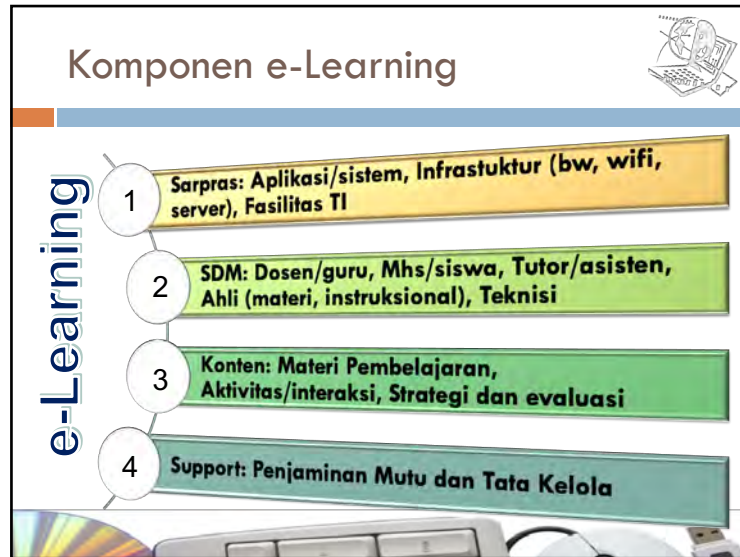 Komponen e-Learning
e-Learning
1
Sarpras: Aplikasi/sistem, Infrastuktur (bw, wifi,
server), Fasilitas TI
2
SDM: Dosen/guru, Mhs/siswa, Tutor/asisten,
Ahli (materi, instruksional), Teknisi
3
Konten: Materi Pembelajaran,
Aktivitas/interaksi, Strategi dan evaluasi
4
Support: Penjaminan Mutu dan Tata Kelola